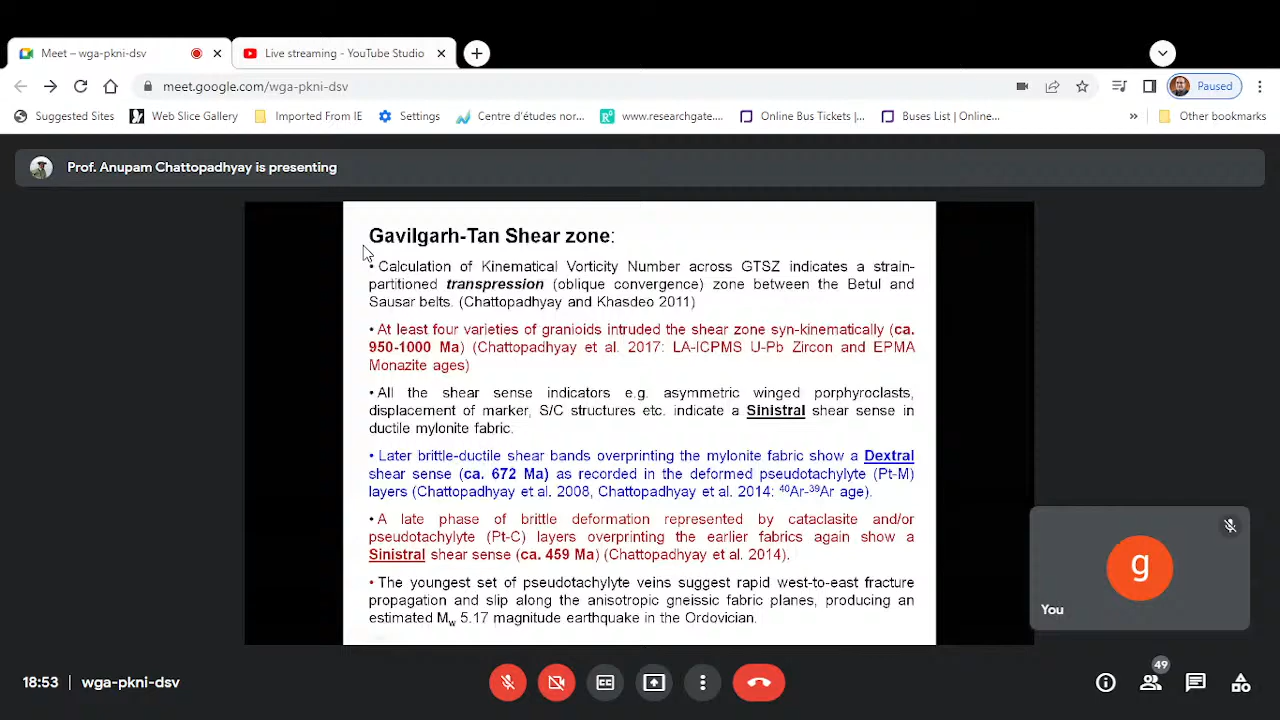 Meet – wga-pkni-dsv
Live streaming - YouTube Studio
meet.google.com/wga-pkni-dsv
Paused
Suggested Sites
Web Slice Gallery
Imported From IE
Settings
Centre d'études nor...
www.researchgate....
Online Bus Tickets |...
Buses List | Online...
»
Other bookmarks
Prof. Anupam Chattopadhyay is presenting
Gavilgarh-Tan Shear zone:
•Calculation of Kinematical Vorticity Number across GTSZ indicates a strain-
partitioned transpression (oblique convergence) zone between the Betul and
Sausar belts. (Chattopadhyay and Khasdeo 2011)
•At least four varieties of granioids intruded the shear zone syn-kinematically (ca.
950-1000 Ma) (Chattopadhyay et al. 2017: LA-ICPMS U-Pb Zircon and EPMA
Monazite ages)
•All the shear sense indicators e.g. asymmetric winged porphyroclasts,
displacement of marker, S/C structures etc. indicate a Sinistral shear sense in
ductile mylonite fabric.
•Later brittle-ductile shear bands overprinting the mylonite fabric show a Dextral
shear sense (ca. 672 Ma) as recorded in the deformed pseudotachylyte (Pt-M)
layers (Chattopadhyay et al. 2008, Chattopadhyay et al. 2014: ⁴⁰Ar-³⁹Ar age).
•A late phase of brittle deformation represented by cataclasite and/or
pseudotachylyte (Pt-C) layers overprinting the earlier fabrics again show a
Sinistral shear sense (ca. 459 Ma) (Chattopadhyay et al. 2014).
•The youngest set of pseudotachylyte veins suggest rapid west-to-east fracture
propagation and slip along the anisotropic gneissic fabric planes, producing an
estimated Mw 5.17 magnitude earthquake in the Ordovician.
g
You
18:53 | wga-pkni-dsv
CC
49